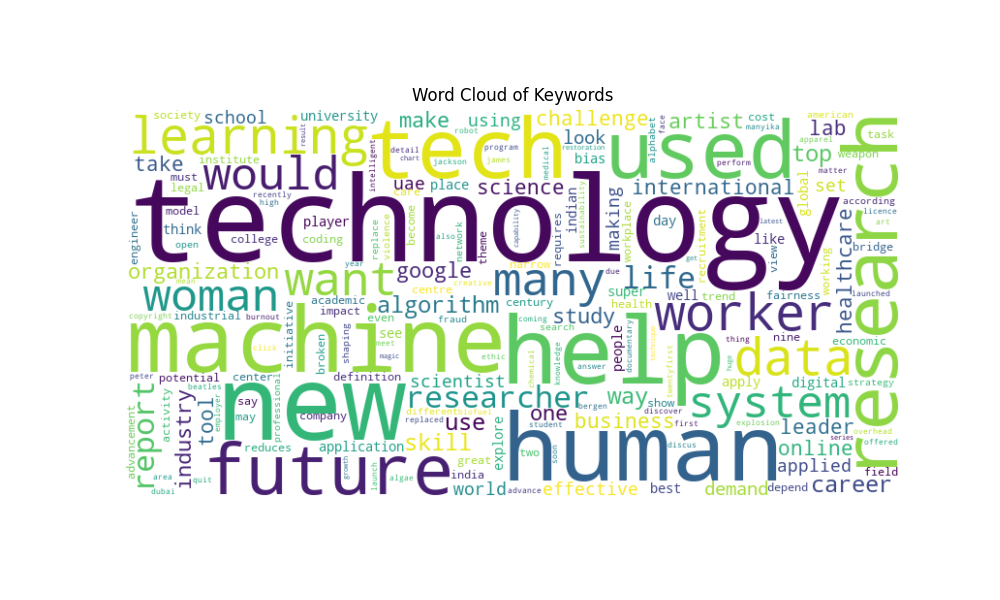 Word Cloud of Keywords
society
school
university
make
using
challenge
artist
cost
manyika
american
face
learning
tech
used
robot
look
alphabet
lab
task
result
take
institute
would
intelligent
detail
program
chart
jackson
james
medical
restoration
bias
perform
top
apparel
weapon
research
must
legal
recently
high
uae
care
place
science
indian
international
matter
set
global
according
licence
technology
model
think
player
engineer
college
coding
open
replace
violence
become
also
network
theme
capability
requires
sustainability
making
workplace
day
recruitment
like
view
latest
art
healthcare
bridge
working
organization
mean
year
want
google
narrow
many
creative
due
life
get
well
trend
fairness
launched
woman
copyright
industrial
academic
impact
centre
algorithm
century
super
health
study
worker
economic
machine
burnout
initiative
broken
shaping
even
fraud
see
meet
magic
click
ethic
coming
search
help
chemical
knowledge
answer
people
documentary
technique
twentyfirst
huge
thing
nine
data
peter
potential
center
definition
scientist
apply
digital
strategy
advancement
report
activity
industry
beatles
tool
employer
new
say
may
professional
company
researcher
different
biofuel
replaced
use
way
one
bergen
student
show
discover
business
first
system
explosion
leader
overhead
series
offered
online
reduces
application
skill
explore
two
soon
human
discus
applied
field
area
dubai
quit
future
growth
launch
algae
india
great
world
advance
effective
best
demand
depend
career